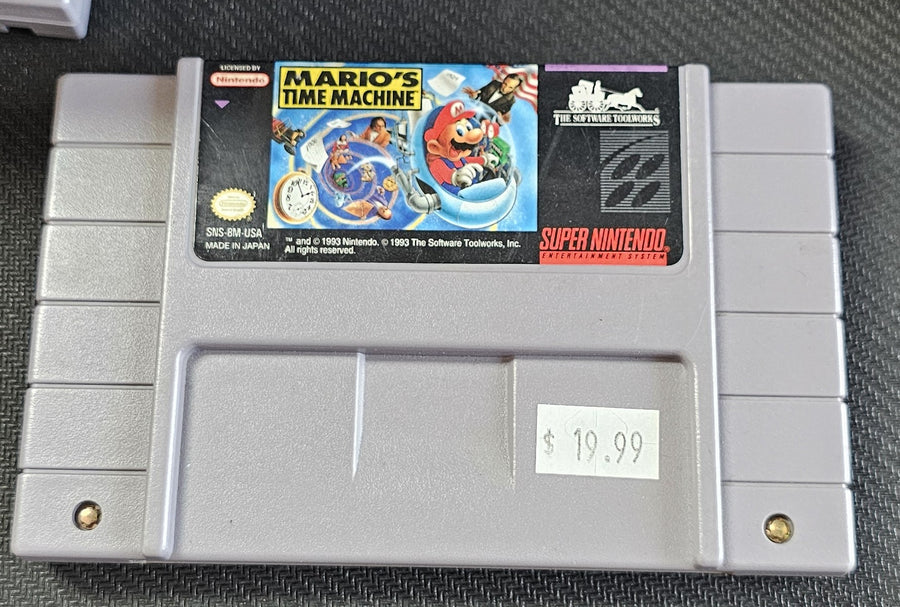 LICENSED BY
Nintendo
MARIO'S
TIME MACHINE
THE SOFTWARE TOOLWORKS
SNS-BM-USA
MADE IN JAPAN
™ and © 1993 Nintendo. © 1993 The Software Toolworks, Inc.
All rights reserved.
SUPER NINTENDO
ENTERTAINMENT SYSTEM
$ 19.99